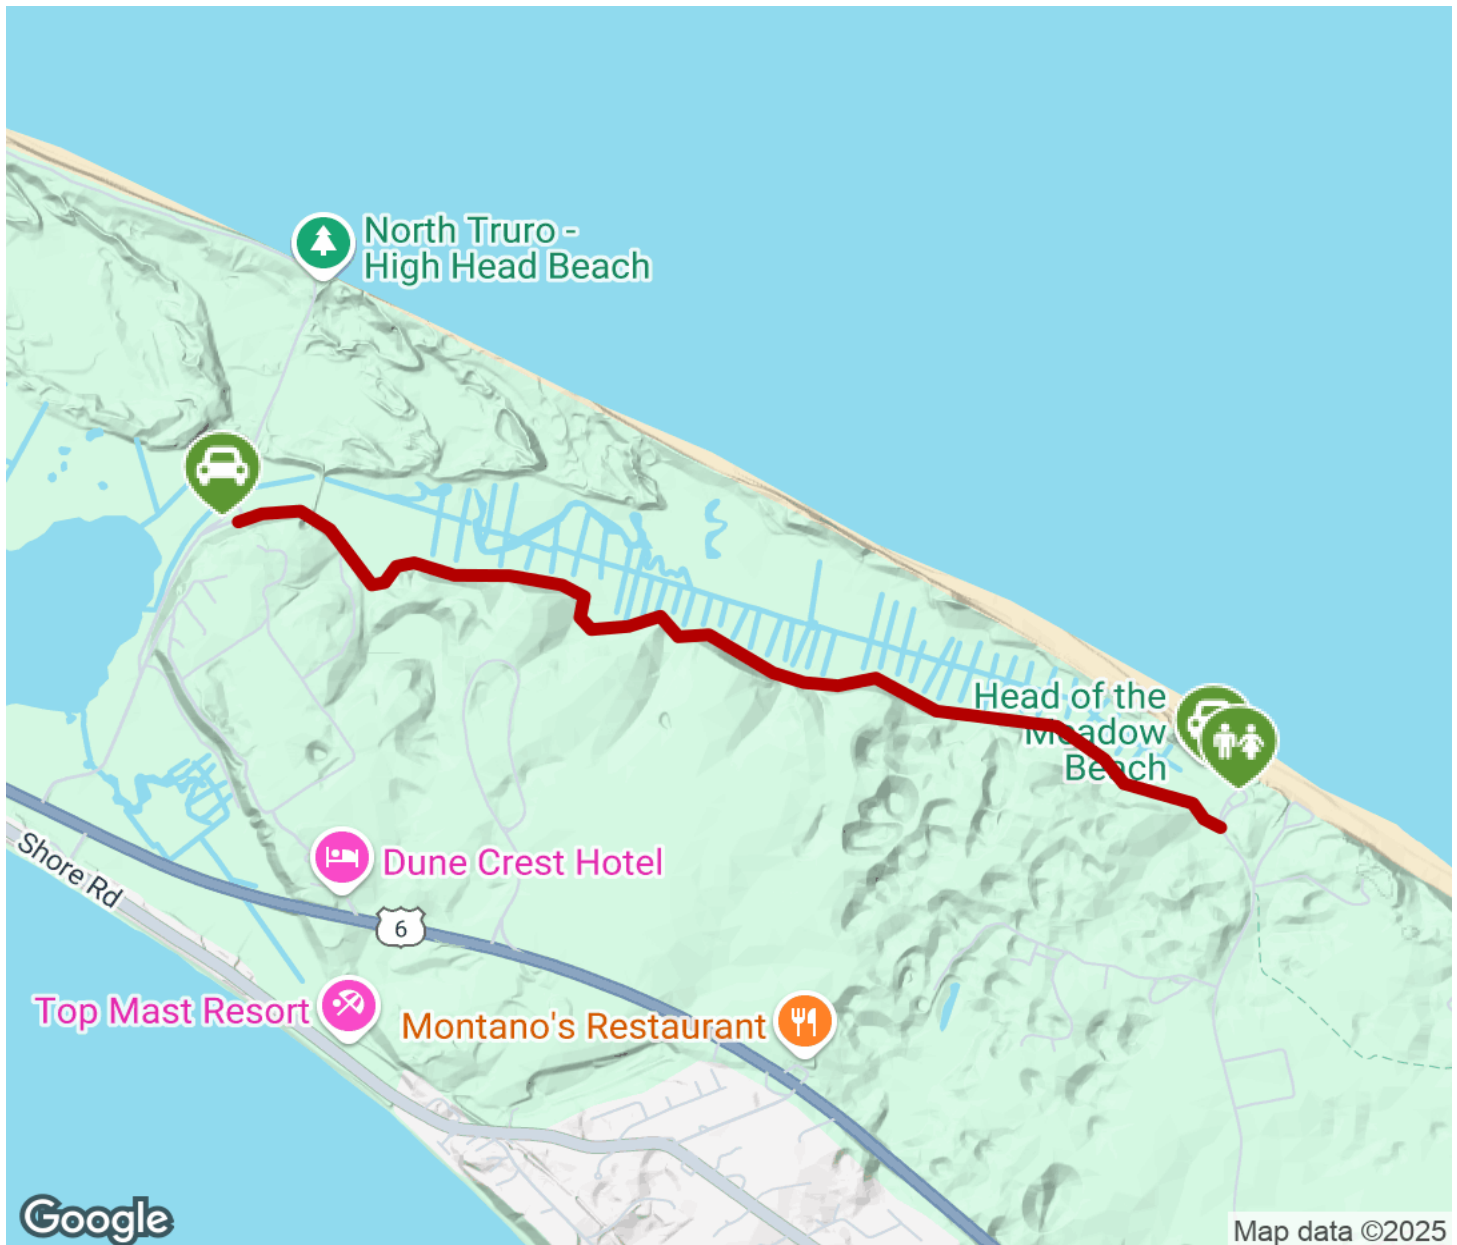 North Truro -
High Head Beach
Head of the
Meadow
Beach
Shore Rd
Dune Crest Hotel
6
Top Mast Resort
Montano's Restaurant
Google
Map data ©2025